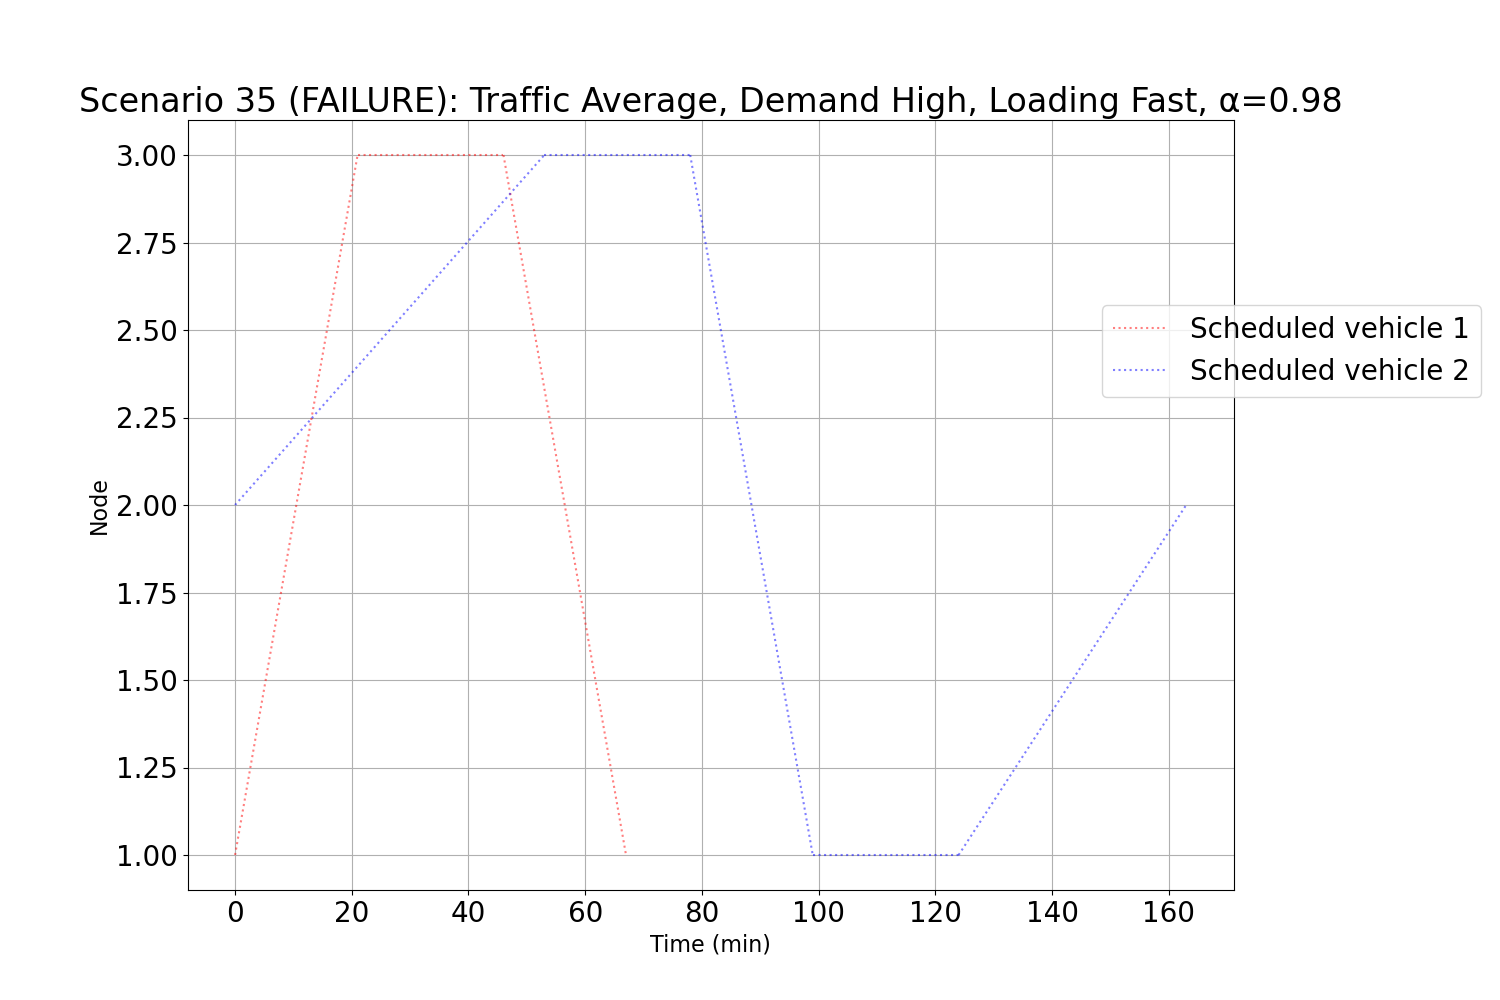 Scenario 35 (FAILURE): Traffic Average, Demand High, Loading Fast, α=0.98
3.00
2.75
2.50
2.25
2.00
1.75
1.50
1.25
1.00
Node
Scheduled vehicle 1
Scheduled vehicle 2
0 20 40 60 80 100 120 140 160
Time (min)